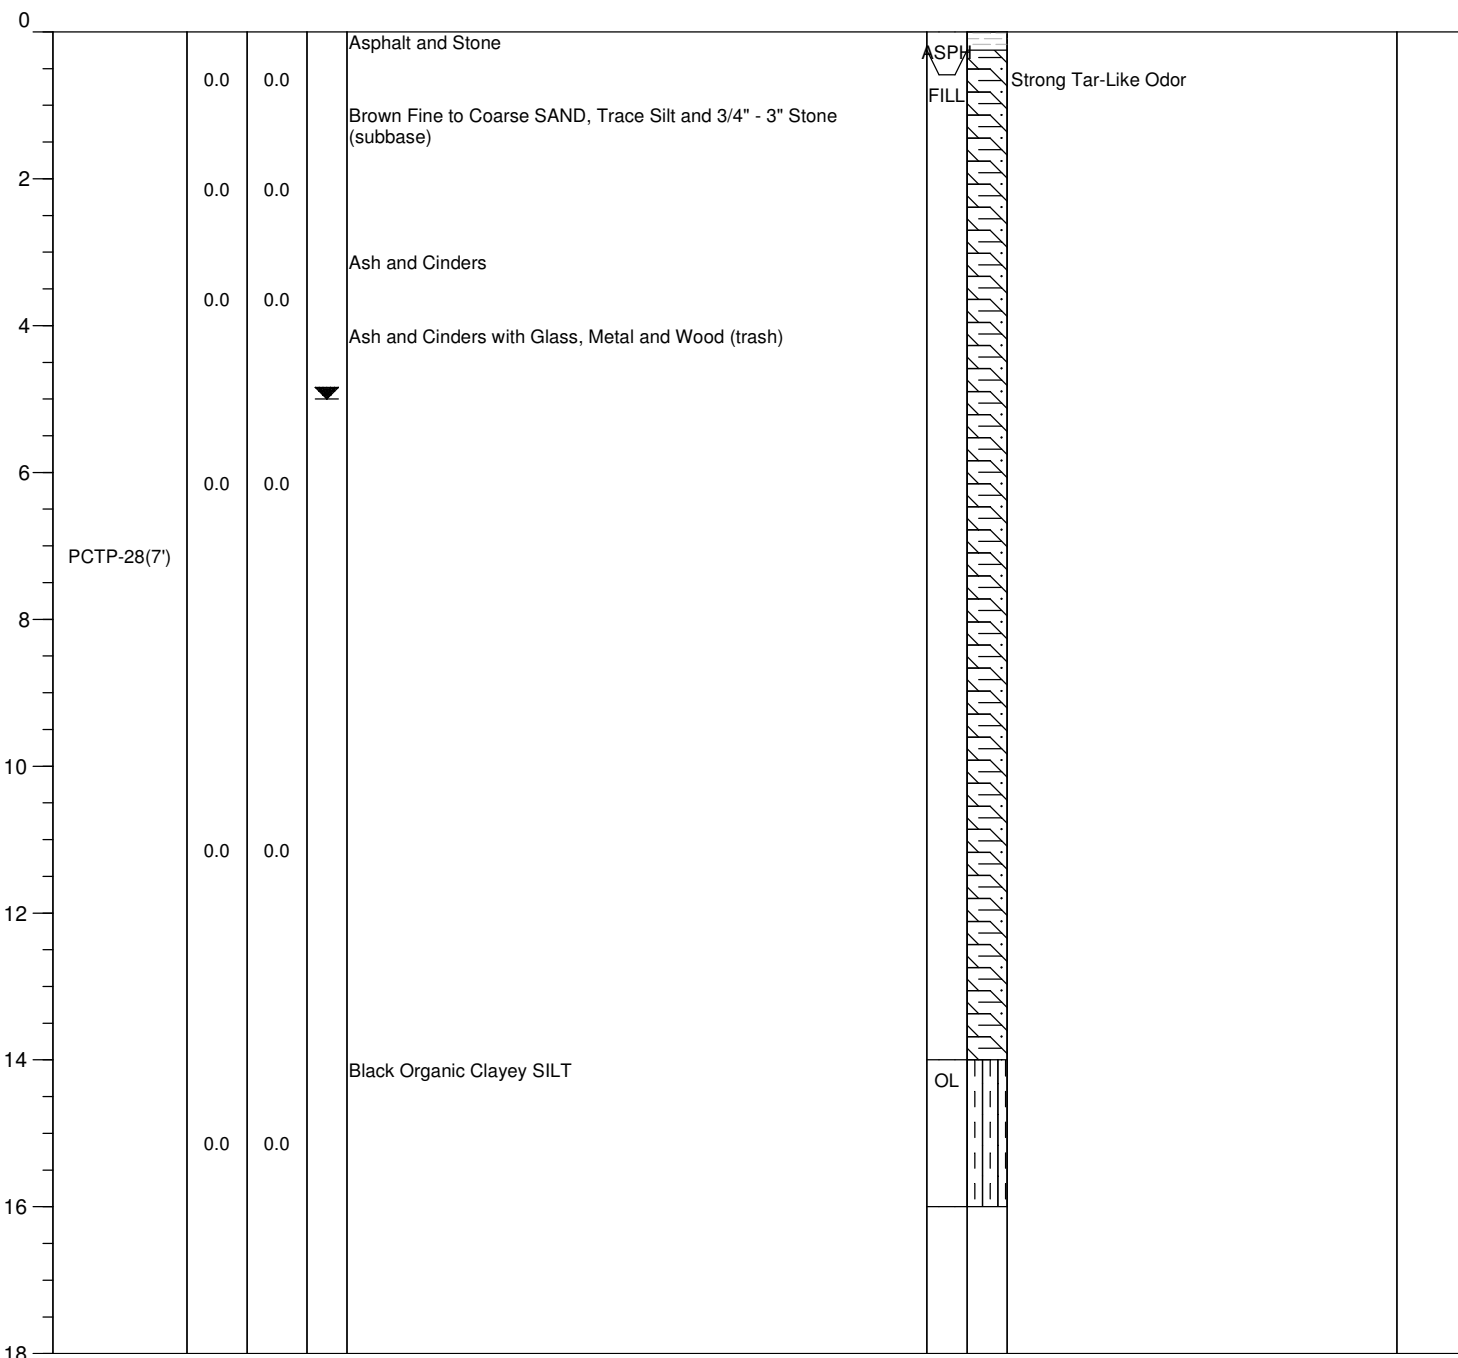 0
Asphalt and Stone
ASPH
0.0 0.0 Strong Tar-Like Odor
FILL
Brown Fine to Coarse SAND, Trace Silt and 3/4" - 3" Stone
(subbase)
2 0.0 0.0
Ash and Cinders
0.0 0.0
4 Ash and Cinders with Glass, Metal and Wood (trash)
6 0.0 0.0
PCTP-28(7')
8
10
0.0 0.0
12
14 Black Organic Clayey SILT
OL
0.0 0.0
16
18